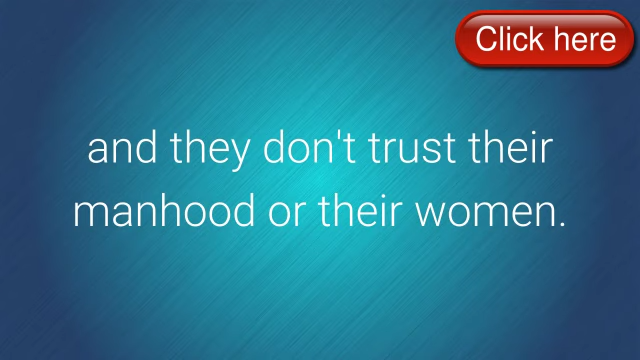 Click here
and they don't trust their
manhood or their women.